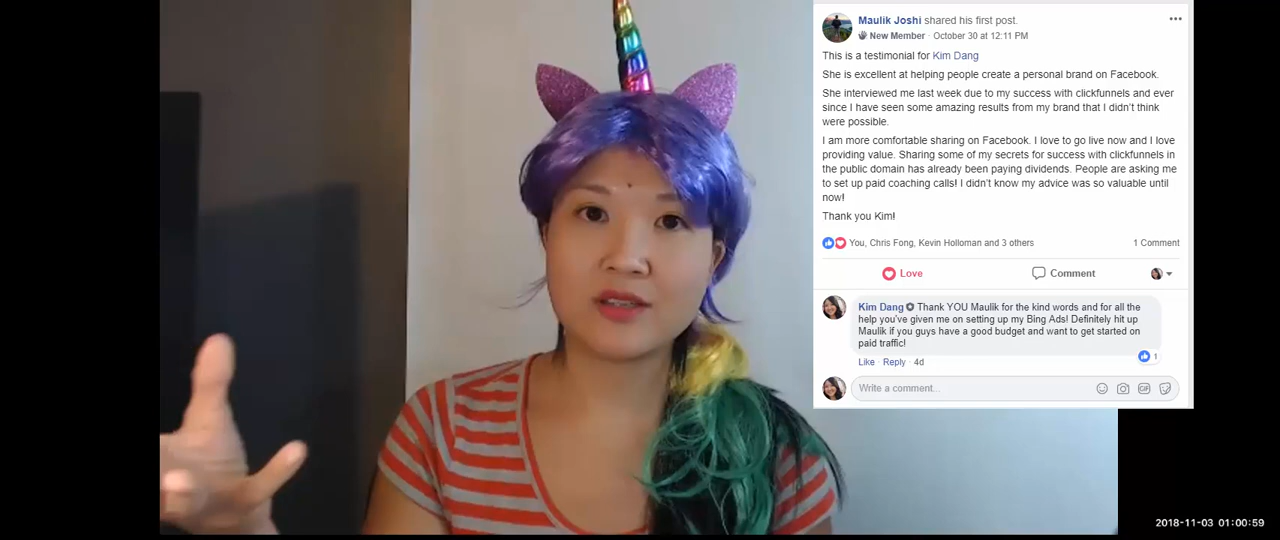 Maulik Joshi shared his first post.
New Member · October 30 at 12:11 PM
This is a testimonial for Kim Dang
She is excellent at helping people create a personal brand on Facebook.
She interviewed me last week due to my success with clickfunnels and ever
since I have seen some amazing results from my brand that I didn't think
were possible.
I am more comfortable sharing on Facebook. I love to go live now and I love
providing value. Sharing some of my secrets for success with clickfunnels in
the public domain has already been paying dividends. People are asking me
to set up paid coaching calls! I didn't know my advice was so valuable until
now!
Thank you Kim!
You, Chris Fong, Kevin Holloman and 3 others 1 Comment
Love Comment
Kim Dang Thank YOU Maulik for the kind words and for all the
help you've given me on setting up my Bing Ads! Definitely hit up
Maulik if you guys have a good budget and want to get started on
paid traffic!
1
Like · Reply · 4d
Write a comment...
GIF
2018-11-03 01:00:59